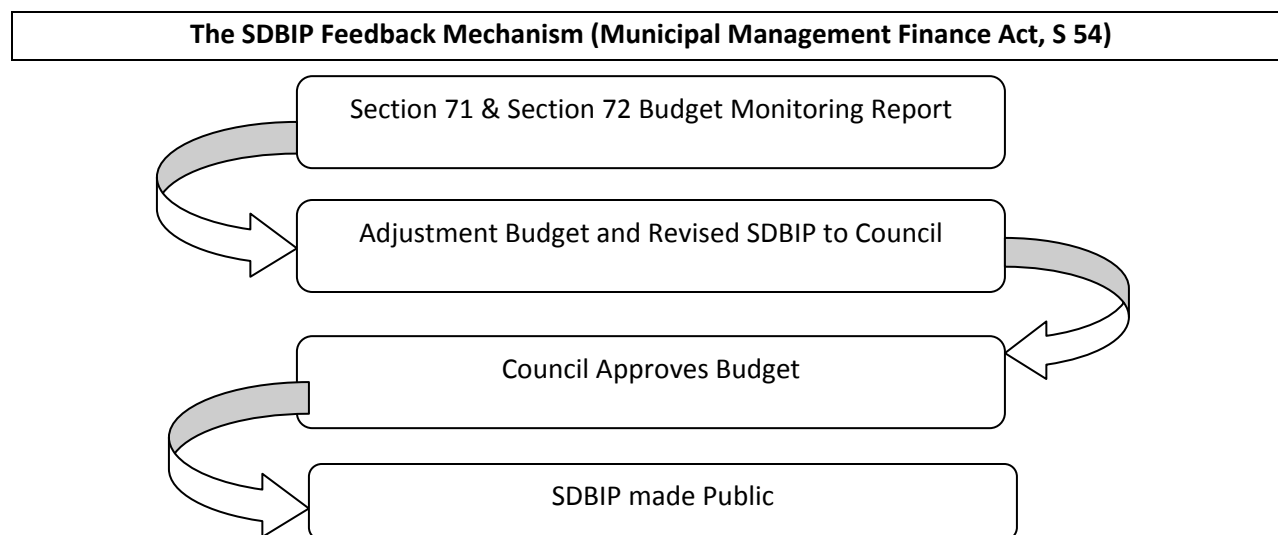 The SDBIP Feedback Mechanism (Municipal Management Finance Act, S 54)
Section 71 & Section 72 Budget Monitoring Report
Adjustment Budget and Revised SDBIP to Council
Council Approves Budget
SDBIP made Public